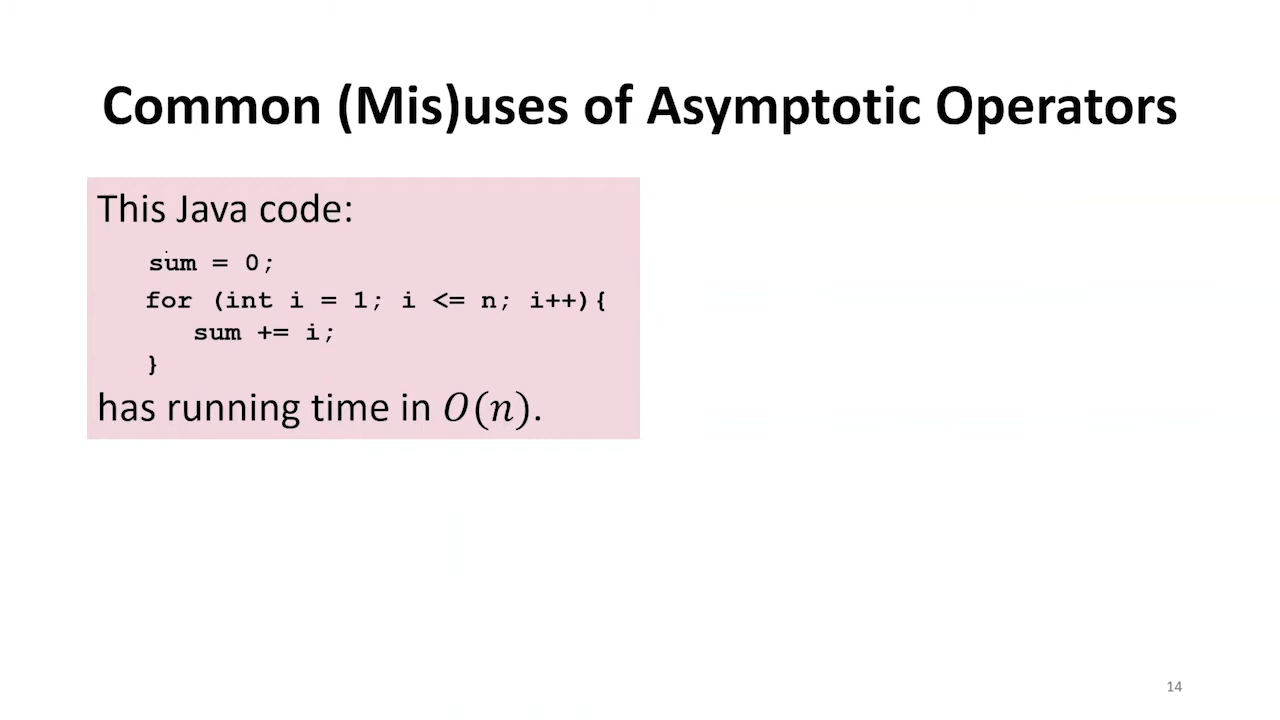 Common (Mis)uses of Asymptotic Operators
This Java code:
sum = 0;
for (int i = 1; i <= n; i++){
sum += i;
}
has running time in O(n).
14